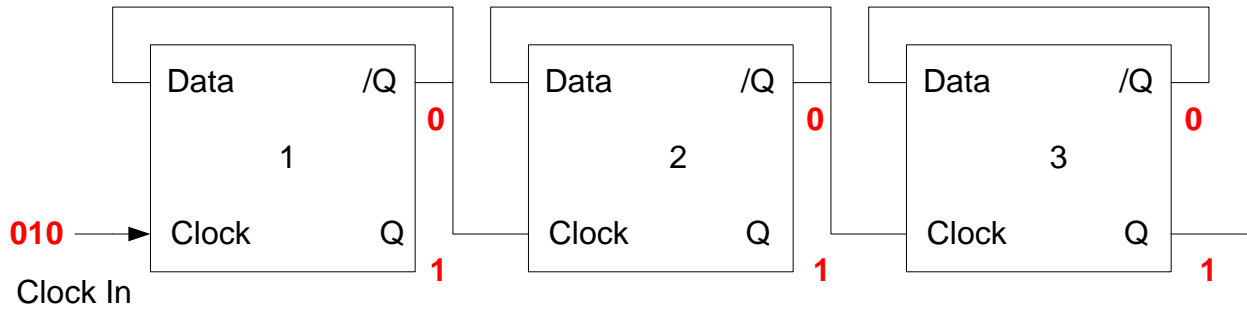 Data /Q Data /Q Data /Q
0 0 0
1 2 3
010 Clock Q Clock Q Clock Q
1 1 1
Clock In